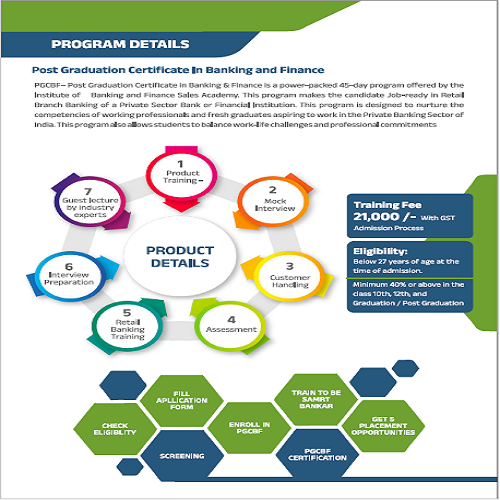 PROGRAM DETAILS
Post Graduation Certificate In Banking and Finance
PGCBF– Post Graduation Certificate in Banking & Finance is a power-packed 45-day program offered by the
Institute of Banking and Finance Sales Academy. This program makes the candidate Job-ready in Retail
Branch Banking of a Private Sector Bank or Financial Institution. This program is designed to nurture the
competencies of working professionals and fresh graduates aspiring to work in the Private Banking Sector of
India. This program also allows students to balance work-life challenges and professional commitments
1
Product
Training –
2
Mock
Interview
3
Customer
Handling
4
Assessment
5
Retail
Banking
Training
6
Interview
Preparation
7
Guest lecture
by industry
experts
PRODUCT
DETAILS
Training Fee
21,000 /- With GST
Admission Process
Eligibility:
Below 27 years of age at the
time of admission.
Minimum 40% or above in the
class 10th, 12th, and
Graduation / Post Graduation
CHECK
ELIGIBLITY
FILL
APLLICATION
FORM
SCREENING
ENROLL IN
PGCBF
TRAIN TO BE
SAMRT
BANKAR
PGCBF
CERTIFICATION
GET 5
PLACEMENT
OPPORTUNITIES